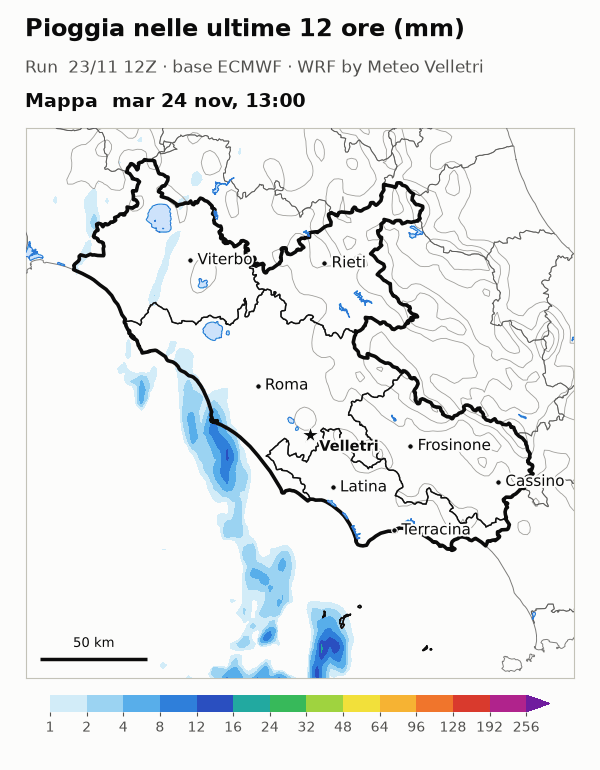 Pioggia nelle ultime 12 ore (mm)
Run  23/11 12Z · base ECMWF · WRF by Meteo Velletri
Mappa  mar 24 nov, 13:00
Viterbo
Rieti
Roma
Velletri
Frosinone
Latina
Cassino
Terracina
50 km
1 2 4 8 12 16 24 32 48 64 96 128 192 256